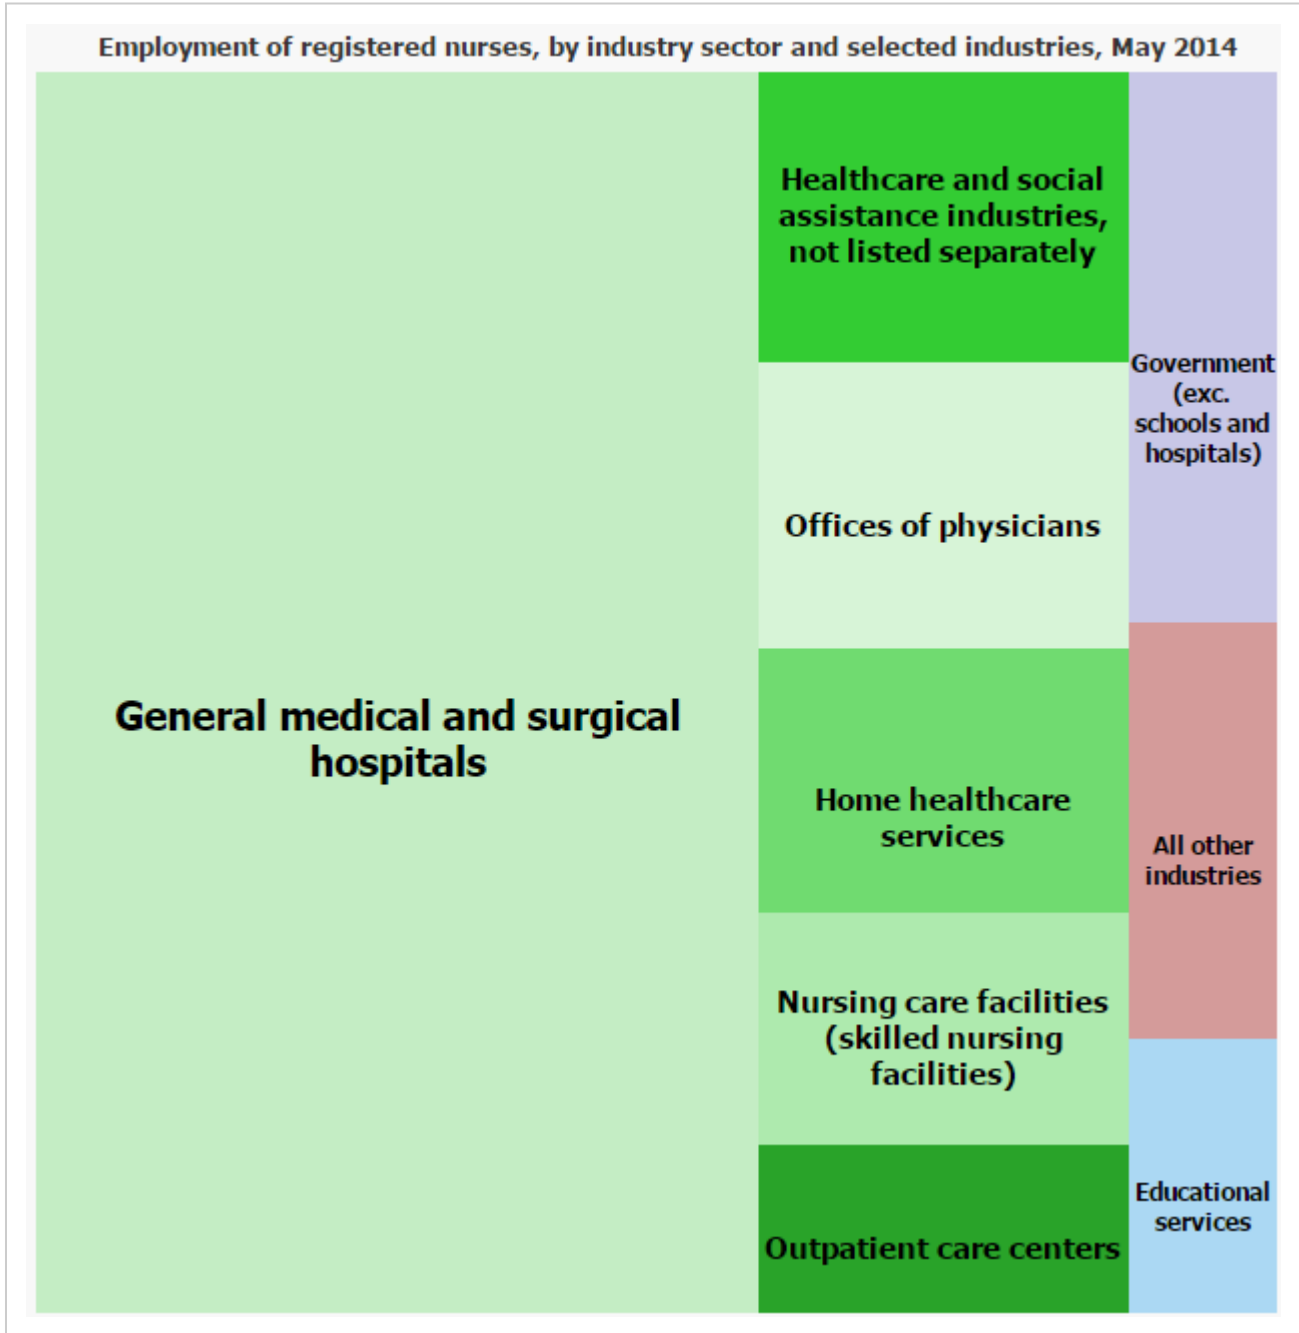 Employment of registered nurses, by industry sector and selected industries, May 2014
General medical and surgical
hospitals
Healthcare and social
assistance industries,
not listed separately
Offices of physicians
Home healthcare
services
Nursing care facilities
(skilled nursing
facilities)
Outpatient care centers
Government
(exc.
schools and
hospitals)
All other
industries
Educational
services